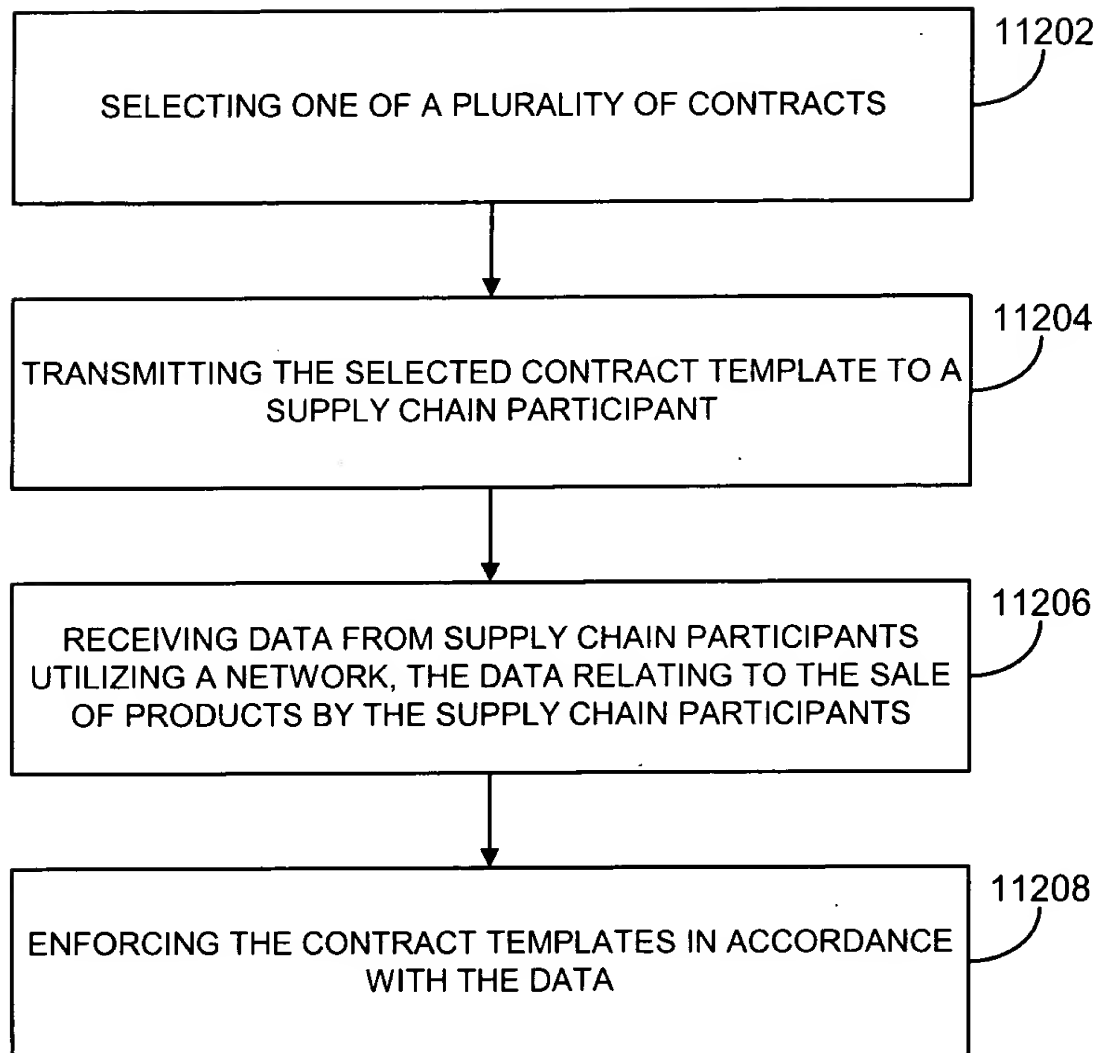 11202
SELECTING ONE OF A PLURALITY OF CONTRACTS
11204
TRANSMITTING THE SELECTED CONTRACT TEMPLATE TO A
SUPPLY CHAIN PARTICIPANT
11206
RECEIVING DATA FROM SUPPLY CHAIN PARTICIPANTS
UTILIZING A NETWORK, THE DATA RELATING TO THE SALE
OF PRODUCTS BY THE SUPPLY CHAIN PARTICIPANTS
11208
ENFORCING THE CONTRACT TEMPLATES IN ACCORDANCE
WITH THE DATA